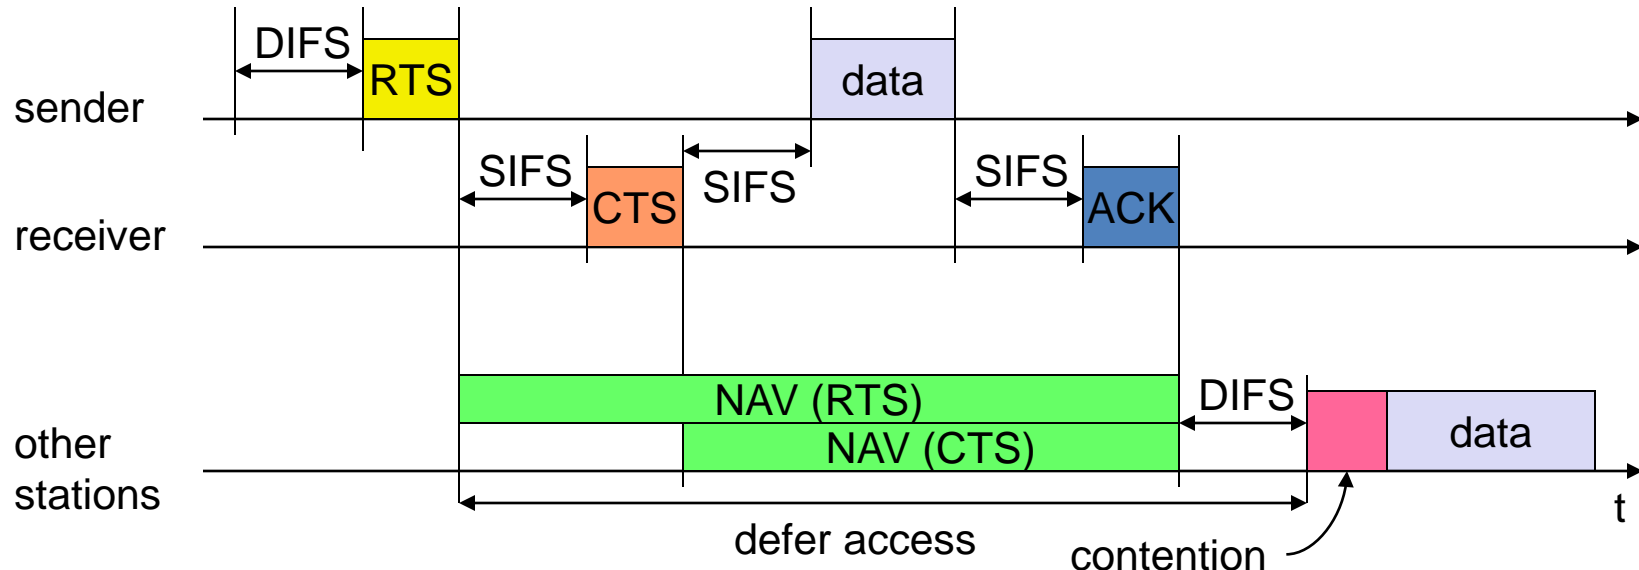 DIFS
RTS
data
sender
SIFS
CTS
SIFS
SIFS
ACK
receiver
NAV (RTS)
DIFS
NAV (CTS)
data
other
stations
t
defer access
contention